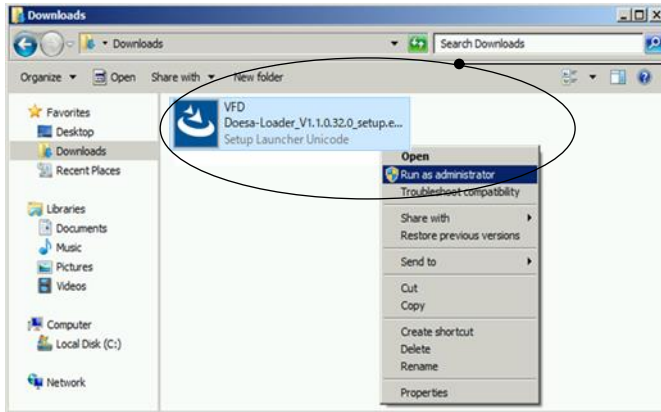 Downloads
Downloads
Search Downloads
Organize
Open
Share with
New folder
Favorites
Desktop
Downloads
Recent Places
Libraries
Documents
Music
Pictures
Videos
Computer
Local Disk (C:)
Network
VFD
Doesa-Loader_V1.1.0.32.0_setup.e...
Setup Launcher Unicode
Open
Run as administrator
Troubleshoot compatibility
Share with
Restore previous versions
Send to
Cut
Copy
Create shortcut
Delete
Rename
Properties